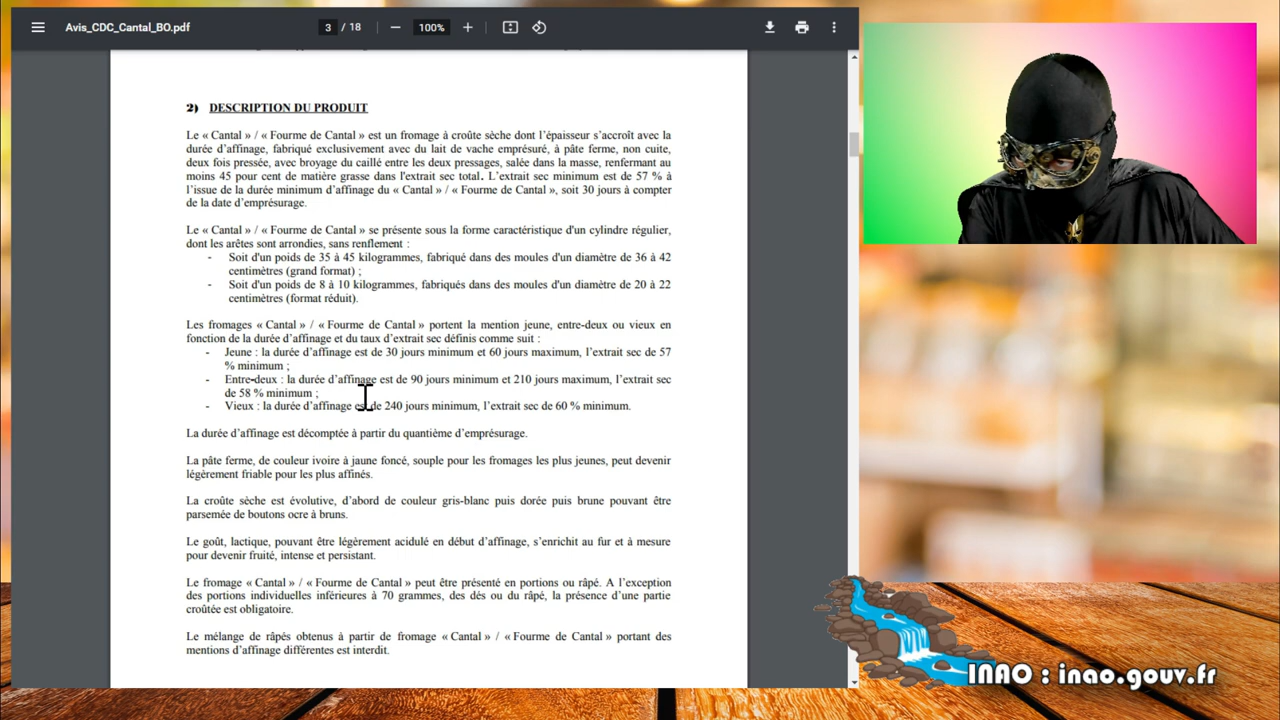 Avis_CDC_Cantal_BO.pdf
3 / 18
100%
2) DESCRIPTION DU PRODUIT
Le « Cantal » / « Fourme de Cantal » est un fromage à croûte sèche dont l'épaisseur s'accroît avec la
durée d'affinage, fabriqué exclusivement avec du lait de vache emprésuré, à pâte ferme, non cuite,
deux fois pressée, avec broyage du caillé entre les deux pressages, salée dans la masse, renfermant au
moins 45 pour cent de matière grasse dans l'extrait sec total. L'extrait sec minimum est de 57 % à
l'issue de la durée minimum d'affinage du « Cantal » / « Fourme de Cantal », soit 30 jours à compter
de la date d'emprésurage.
Le « Cantal » / « Fourme de Cantal » se présente sous la forme caractéristique d'un cylindre régulier,
dont les arêtes sont arrondies, sans renflement :
- Soit d'un poids de 35 à 45 kilogrammes, fabriqué dans des moules d'un diamètre de 36 à 42
centimètres (grand format) ;
- Soit d'un poids de 8 à 10 kilogrammes, fabriqués dans des moules d'un diamètre de 20 à 22
centimètres (format réduit).
Les fromages « Cantal » / « Fourme de Cantal » portent la mention jeune, entre-deux ou vieux en
fonction de la durée d'affinage et du taux d'extrait sec définis comme suit :
- Jeune : la durée d'affinage est de 30 jours minimum et 60 jours maximum, l'extrait sec de 57
% minimum ;
- Entre-deux : la durée d'affinage est de 90 jours minimum et 210 jours maximum, l'extrait sec
de 58 % minimum ;
- Vieux : la durée d'affinage est de 240 jours minimum, l'extrait sec de 60 % minimum.
La durée d'affinage est décomptée à partir du quantième d'emprésurage.
La pâte ferme, de couleur ivoire à jaune foncé, souple pour les fromages les plus jeunes, peut devenir
légèrement friable pour les plus affinés.
La croûte sèche est évolutive, d'abord de couleur gris-blanc puis dorée puis brune pouvant être
parsemée de boutons ocre à bruns.
Le goût, lactique, pouvant être légèrement acidulé en début d'affinage, s'enrichit au fur et à mesure
pour devenir fruité, intense et persistant.
Le fromage « Cantal » / « Fourme de Cantal » peut être présenté en portions ou râpé. A l'exception
des portions individuelles inférieures à 70 grammes, des dés ou du râpé, la présence d'une partie
croûtée est obligatoire.
Le mélange de râpés obtenus à partir de fromage « Cantal » / « Fourme de Cantal » portant des
mentions d'affinage différentes est interdit.
INAO : inao.gouv.fr